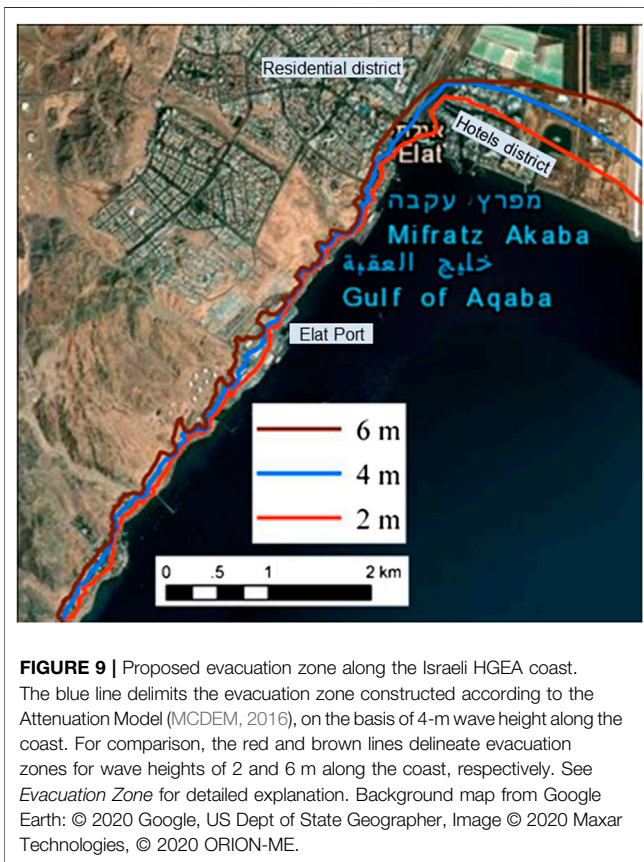 Residential district
Hotels district
אילת
Elat
מפרץ עקבה
Mifratz Akaba
خليج العقبة
Gulf of Aqaba
Elat Port
6 m
4 m
2 m
0 .5 1 2 km
FIGURE 9 | Proposed evacuation zone along the Israeli HGEA coast.
The blue line delimits the evacuation zone constructed according to the
Attenuation Model (MCDEM, 2016), on the basis of 4-m wave height along the
coast. For comparison, the red and brown lines delineate evacuation
zones for wave heights of 2 and 6 m along the coast, respectively. See
Evacuation Zone for detailed explanation. Background map from Google
Earth: © 2020 Google, US Dept of State Geographer, Image © 2020 Maxar
Technologies, © 2020 ORION-ME.